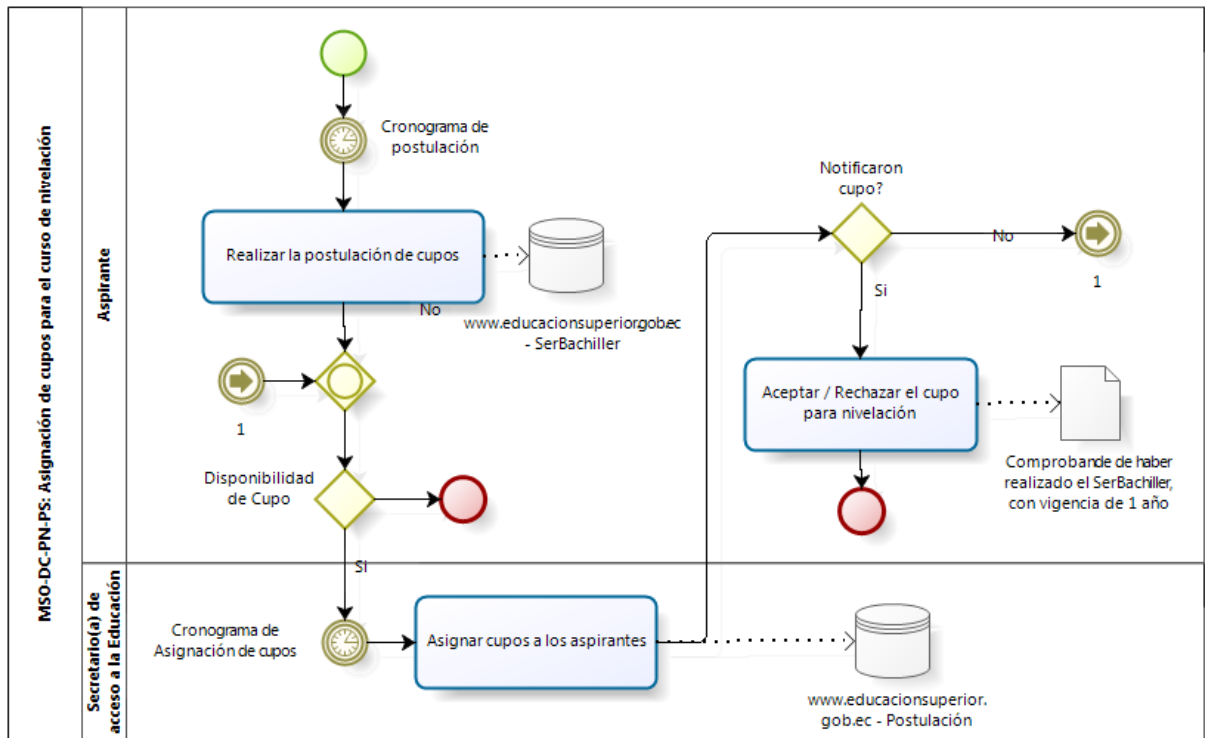 MSO-DC-PN-PS: Asignación de cupos para el curso de nivelación
Aspirante
Cronograma de
postulación
Realizar la postulación de cupos
No
www.educacionsuperior.gob.ec
- SerBachiller
1
Disponibilidad
de Cupo
Si
Notificaron
cupo?
No
1
Si
Aceptar / Rechazar el cupo
para nivelación
Comprobande de haber
realizado el SerBachiller,
con vigencia de 1 año
Secretario(a) de
acceso a la Educación
Cronograma de
Asignación de cupos
Asignar cupos a los aspirantes
www.educacionsuperior.
gob.ec - Postulación